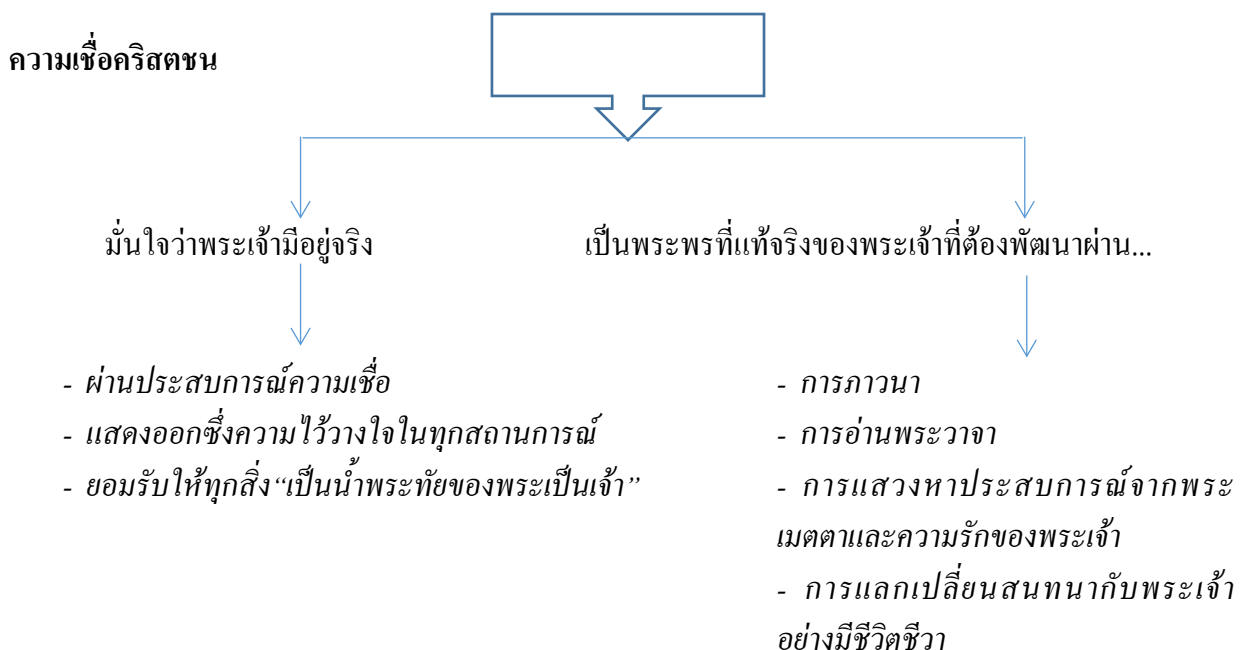 ความเชื่อคริสตชน
มั่นใจว่าพระเจ้ามีอยู่จริง
เป็นพระพรที่แท้จริงของพระเจ้าที่ต้องพัฒนาผ่าน...
- ผ่านประสบการณ์ความเชื่อ
- แสดงออกซึ่งความไว้วางใจในทุกสถานการณ์
- ยอมรับให้ทุกสิ่ง “เป็นน้ำพระทัยของพระเป็นเจ้า”
- การภาวนา
- การอ่านพระวาจา
- การแสวงหาประสบการณ์จากพระ
เมตตาและความรักของพระเจ้า
- การแลกเปลี่ยนสนทนากับพระเจ้า
อย่างมีชีวิตชีวา